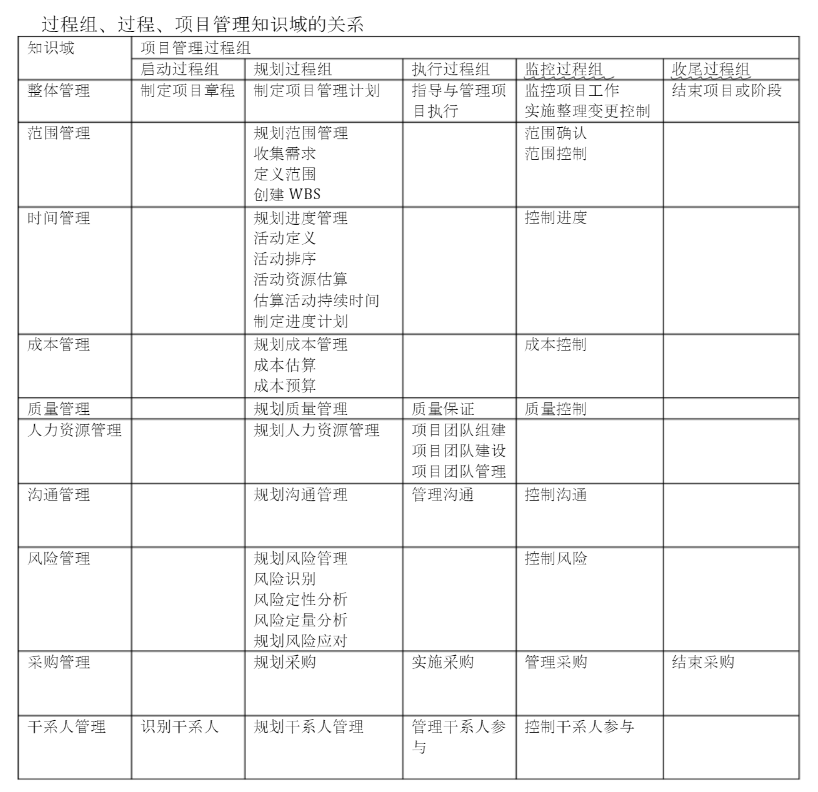 过程组、过程、项目管理知识域的关系
知识域 项目管理过程组
启动过程组 规划过程组 执行过程组 监控过程组 收尾过程组
整体管理 制定项目章程 制定项目管理计划 指导与管理项 监控项目工作 结束项目或阶段
目执行 实施整理变更控制
范围管理 规划范围管理 范围确认
收集需求 范围控制
定义范围
创建 WBS
时间管理 规划进度管理 控制进度
活动定义
活动排序
活动资源估算
估算活动持续时间
制定进度计划
成本管理 规划成本管理 成本控制
成本估算
成本预算
质量管理 规划质量管理 质量保证 质量控制
人力资源管理 规划人力资源管理 项目团队组建
项目团队建设
项目团队管理
沟通管理 规划沟通管理 管理沟通 控制沟通
风险管理 规划风险管理 控制风险
风险识别
风险定性分析
风险定量分析
规划风险应对
采购管理 规划采购 实施采购 管理采购 结束采购
干系人管理 识别干系人 规划干系人管理 管理干系人参 控制干系人参与
与